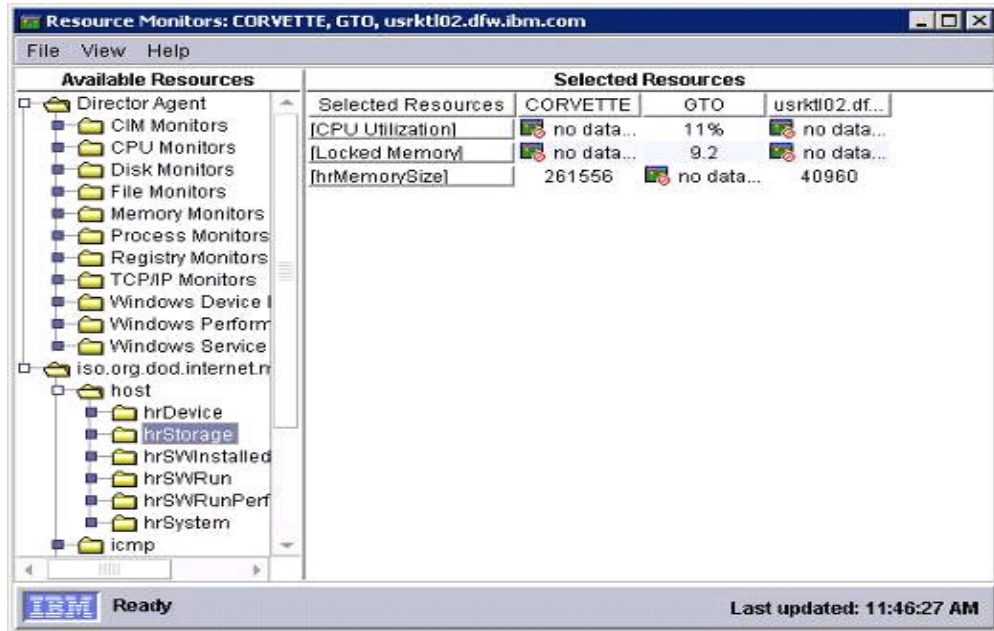 Resource Monitors: CORVETTE, GTO, usrktl02.dfw.ibm.com
File View Help
Available Resources
Director Agent
CIM Monitors
CPU Monitors
Disk Monitors
File Monitors
Memory Monitors
Process Monitors
Registry Monitors
TCP/IP Monitors
Windows Device
Windows Perform
Windows Service
iso.org.dod.internet.m
host
hrDevice
hrStorage
hrSWInstalled
hrSWRun
hrSWRunPerf
hrSystem
icmp
Selected Resources
Selected Resources CORVETTE GTO usrktl02.df...
[CPU Utilization] no data... 11% no data...
[Locked Memory] no data... 9.2 no data...
[hrMemorySize] 261556 no data... 40960
IBM Ready Last updated: 11:46:27 AM